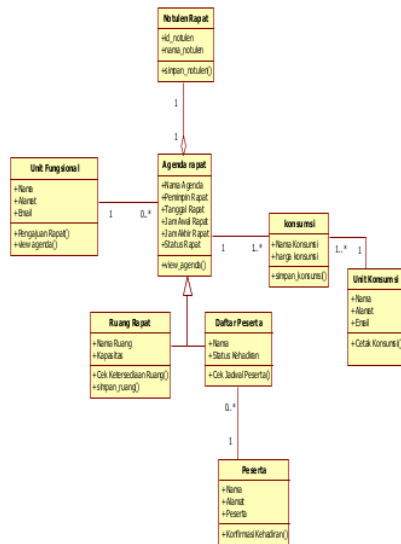 Notulen Rapat
+id_notulen
+nama_notulen
+simpan_notulen()
1
1
Unit Fungsional
+Nama
+Alamat
+Email
+Pengajuan Rapat()
+view agenda()
1
0..*
Agenda rapat
+Nama Agenda
+Pemimpin Rapat
+Tanggal Rapat
+Jam Awal Rapat
+Jam Akhir Rapat
+Status Rapat
+view_agenda()
1
1..*
konsumsi
+Nama Konsumsi
+harga konsumsi
+simpan_konsumsi()
1..*
1
Unit Konsumsi
+Nama
+Alamat
+Email
+Cetak Konsumsi()
Ruang Rapat
+Nama Ruang
+Kapasitas
+Cek Ketersediaan Ruang()
+simpan_ruang()
Daftar Peserta
+Nama
+Status Kehadiran
+Cek Jadwal Peserta()
0..*
1
Peserta
+Nama
+Alamat
+Peserta
+Konfirmasi Kehadiran()